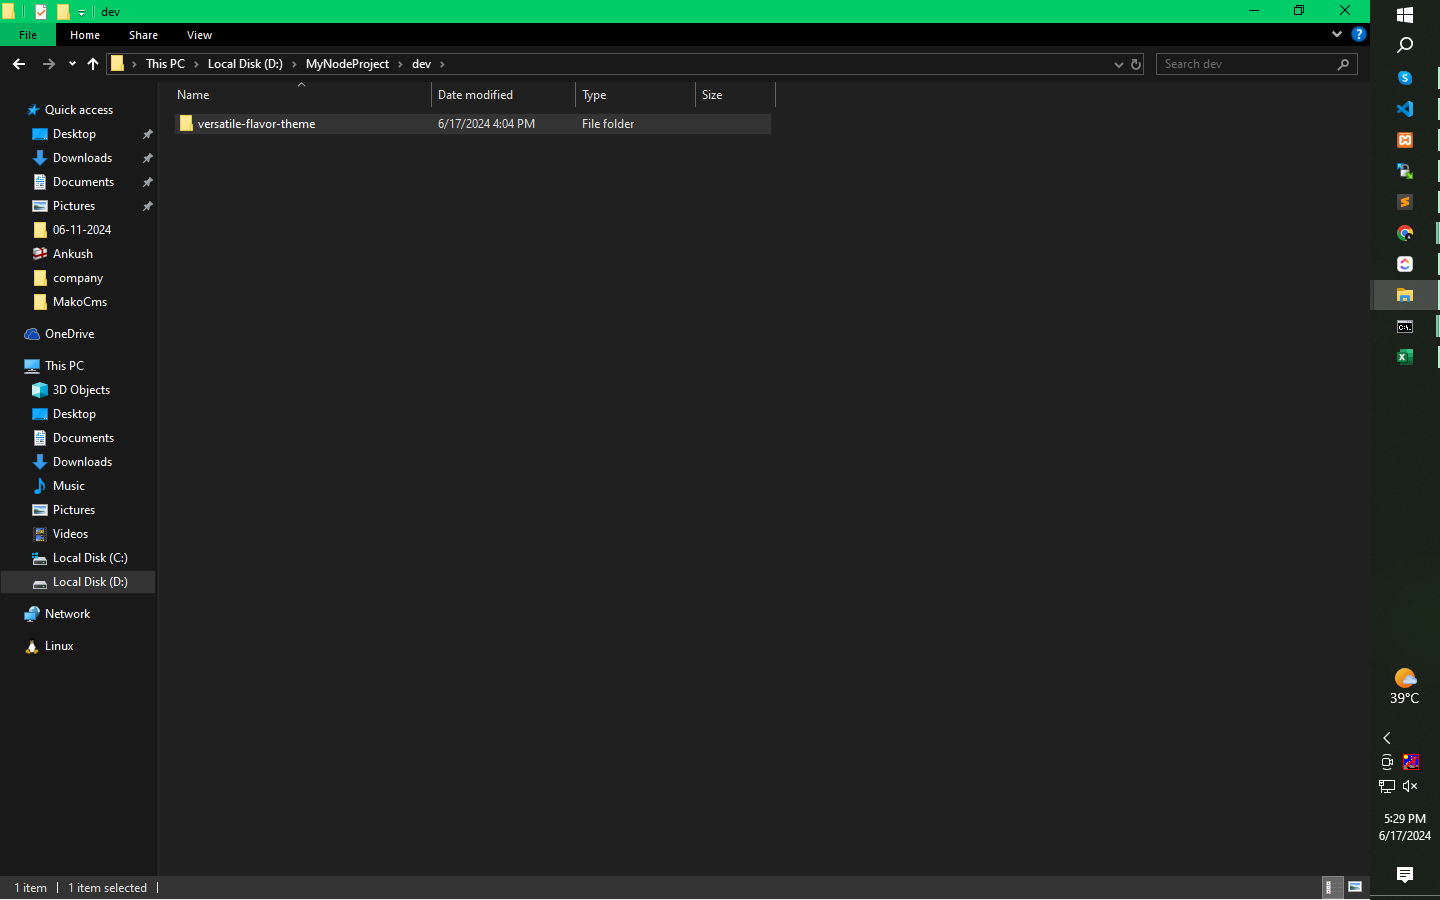 dev
File Home Share View
This PC Local Disk (D:) MyNodeProject dev
Search dev
Name Date modified Type Size
versatile-flavor-theme 6/17/2024 4:04 PM File folder
Quick access
Desktop
Downloads
Documents
Pictures
06-11-2024
Ankush
company
MakoCms
OneDrive
This PC
3D Objects
Desktop
Documents
Downloads
Music
Pictures
Videos
Local Disk (C:)
Local Disk (D:)
Network
Linux
1 item 1 item selected
39°C
5:29 PM
6/17/2024